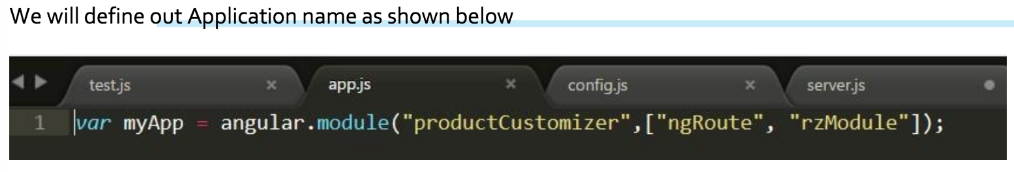 We will define out Application name as shown below
test.js × app.js × config.js × server.js
1 var myApp = angular.module("productCustomizer",["ngRoute", "rzModule"]);